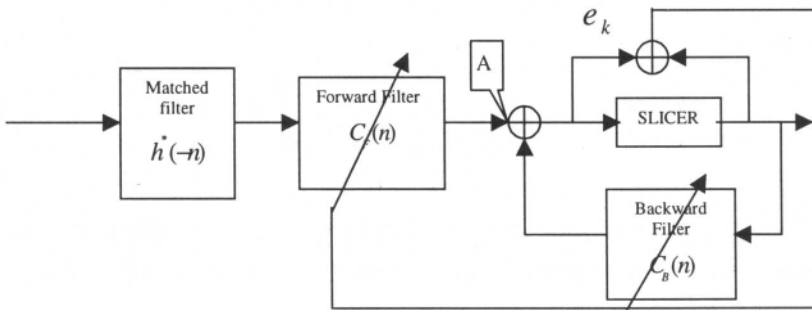 e_k
A
Matched
filter
h*(−n)
Forward Filter
C_F(n)
SLICER
Backward
Filter
C_B(n)